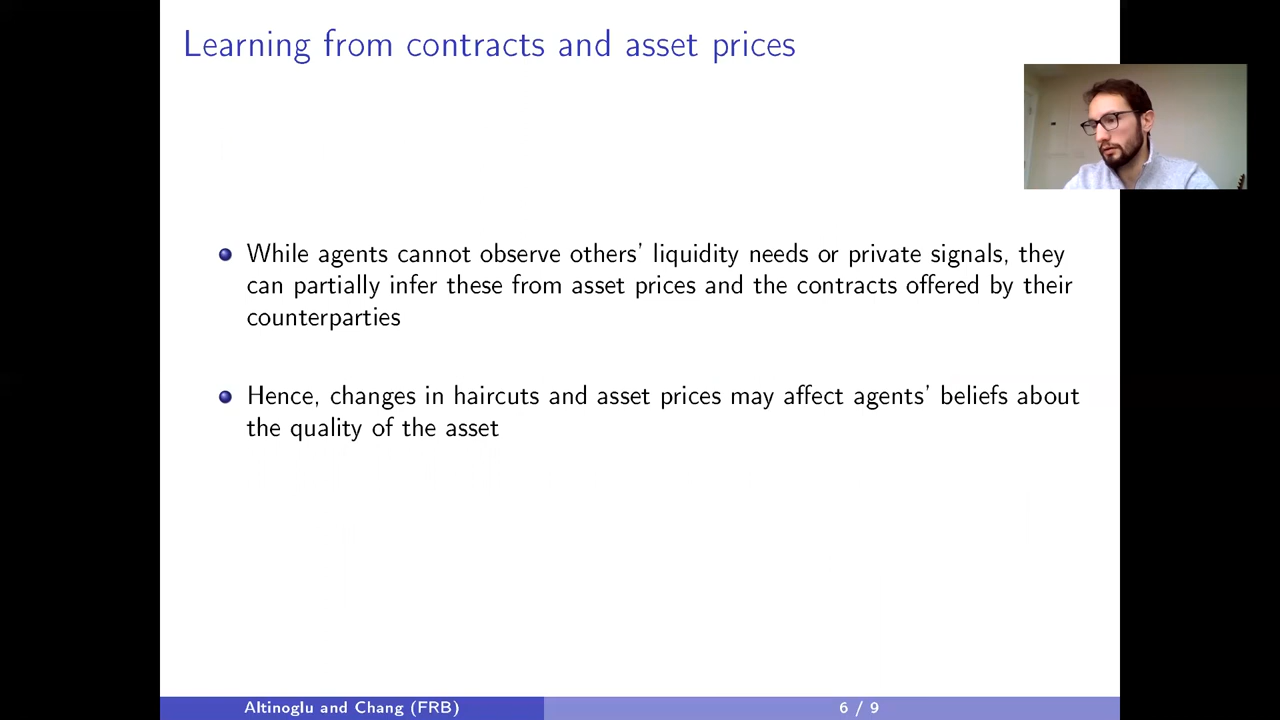 Learning from contracts and asset prices
While agents cannot observe others' liquidity needs or private signals, they
can partially infer these from asset prices and the contracts offered by their
counterparties
Hence, changes in haircuts and asset prices may affect agents' beliefs about
the quality of the asset
Altinoglu and Chang (FRB)
6 / 9